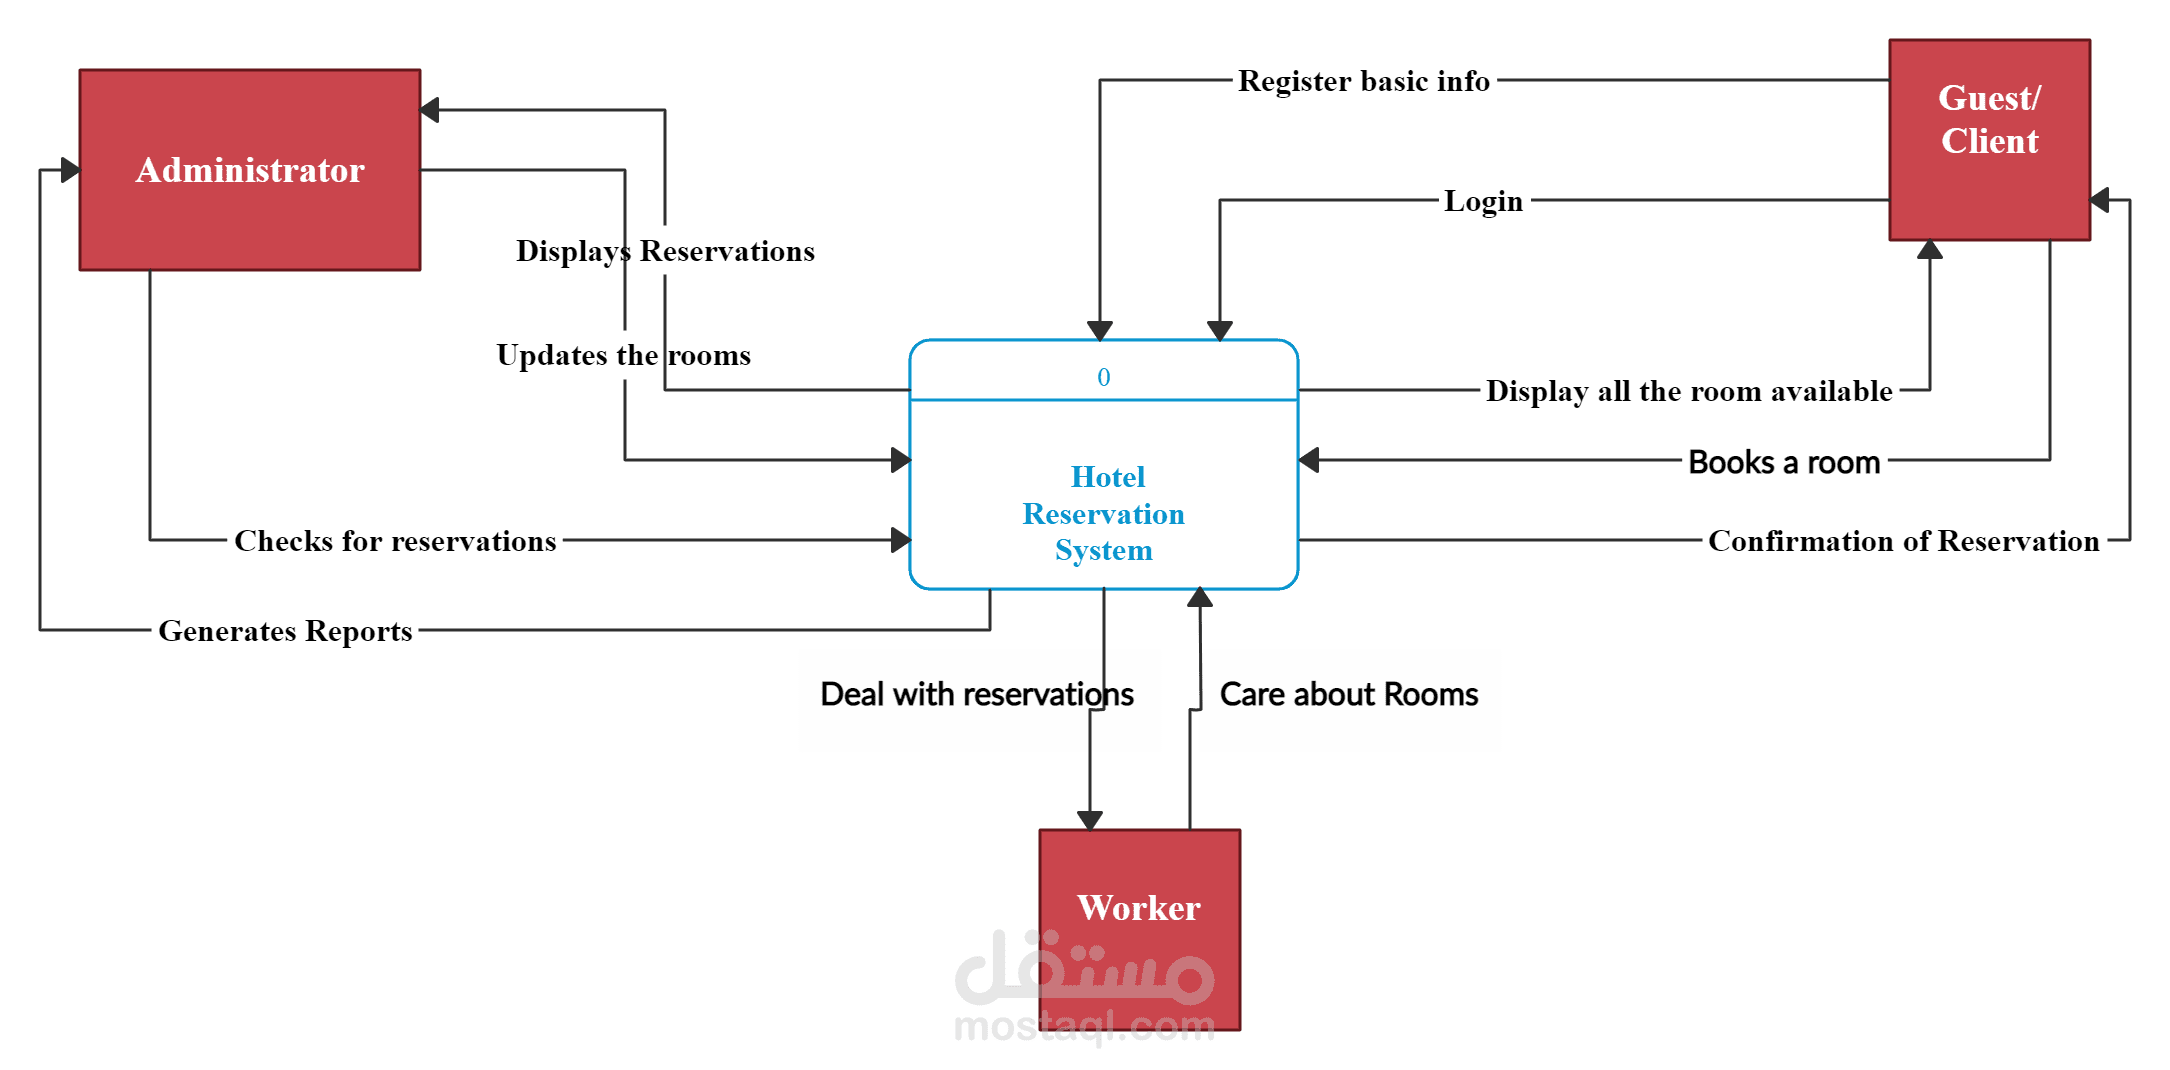 Register basic info
Guest/
Client
Administrator
Login
Displays Reservations
Updates the rooms
0
Display all the room available
Hotel
Reservation
System
Books a room
Checks for reservations
Confirmation of Reservation
Generates Reports
Deal with reservations
Care about Rooms
Worker
مستقل
mostaql.com